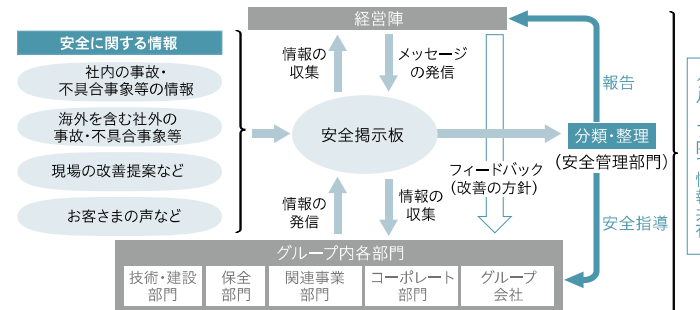 経営陣
安全に関する情報
社内の事故・
不具合事象等の情報
海外を含む社外の
事故・不具合事象等
現場の改善提案など
お客さまの声など
情報の
収集
メッセージ
の発信
安全掲示板
情報の
発信
情報の
収集
フィードバック
（改善の方針）
報告
分類・整理
（安全管理部門）
安全指導
グループ内各部門
技術・建設
部門
保全
部門
関連事業
部門
コーポレート
部門
グループ
会社